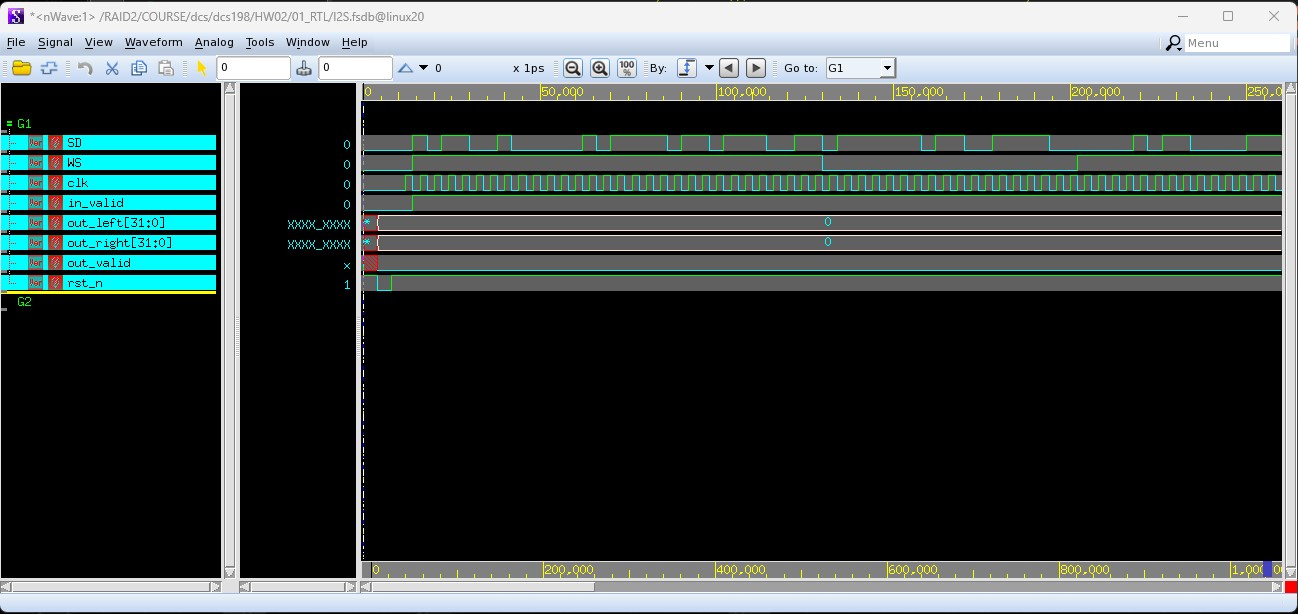 S *<nWave:1> /RAID2/COURSE/dcs/dcs198/HW02/01_RTL/I2S.fsdb@linux20
File Signal View Waveform Analog Tools Window Help Menu
0 0 0 x 1ps 100 % By: Go to: G1
0 50,000 100,000 150,000 200,000 250,0
= G1
SD 0
WS 0
clk 0
in_valid 0
out_left[31:0] XXXX_XXXX * 0
out_right[31:0] XXXX_XXXX * 0
out_valid x
rst_n 1
G2
0 200,000 400,000 600,000 800,000 1,000